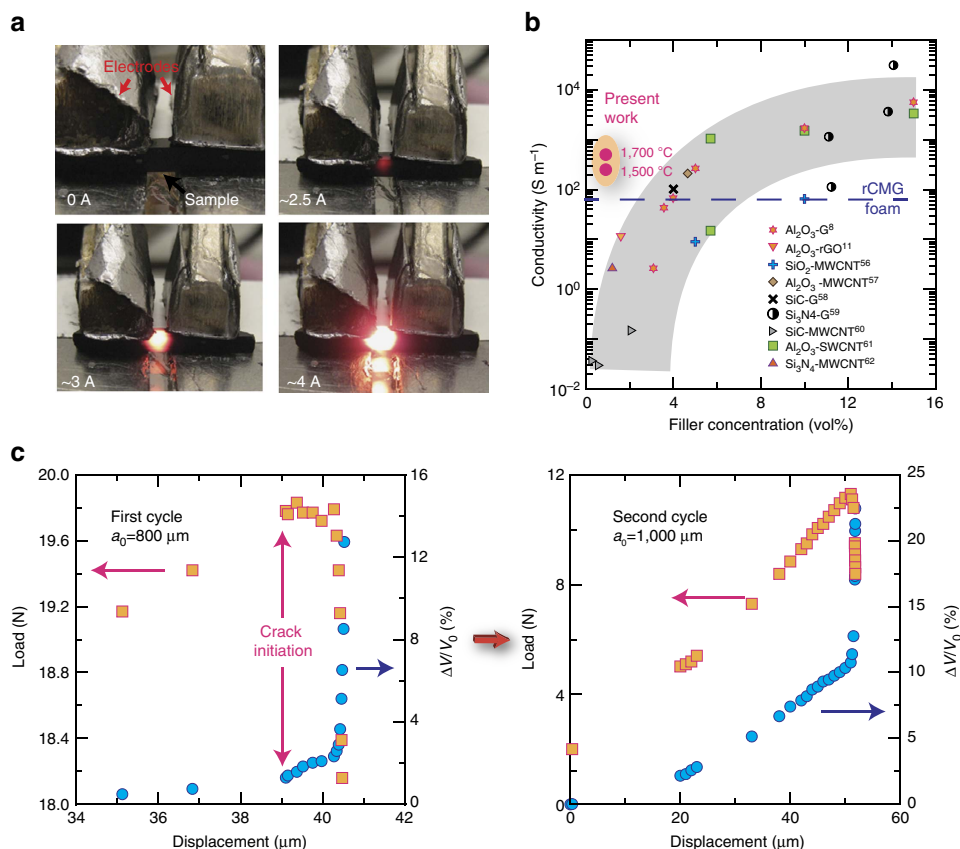 a
Electrodes
0 A
Sample
~2.5 A
~3 A
~4 A
b
Conductivity (S m⁻¹)
10⁴
10²
10⁰
10⁻²
Present
work
1,700 °C
1,500 °C
rCMG
foam
Al₂O₃-G⁸
Al₂O₃-rGO¹¹
SiO₂-MWCNT⁵⁶
Al₂O₃ -MWCNT⁵⁷
SiC-G⁵⁸
Si₃N4-G⁵⁹
SiC-MWCNT⁶⁰
Al₂O₃-SWCNT⁶¹
Si₃N₄-MWCNT⁶²
0 4 8 12 16
Filler concentration (vol%)
c
Load (N)
20.0
19.6
19.2
18.8
18.4
18.0
First cycle
a₀=800 μm
Crack
initiation
16
12
8
4
0
ΔV/V₀ (%)
34 36 38 40 42
Displacement (μm)
Load (N)
12
8
4
0
Second cycle
a₀=1,000 μm
25
20
15
10
5
0
ΔV/V₀ (%)
0 20 40 60
Displacement (μm)